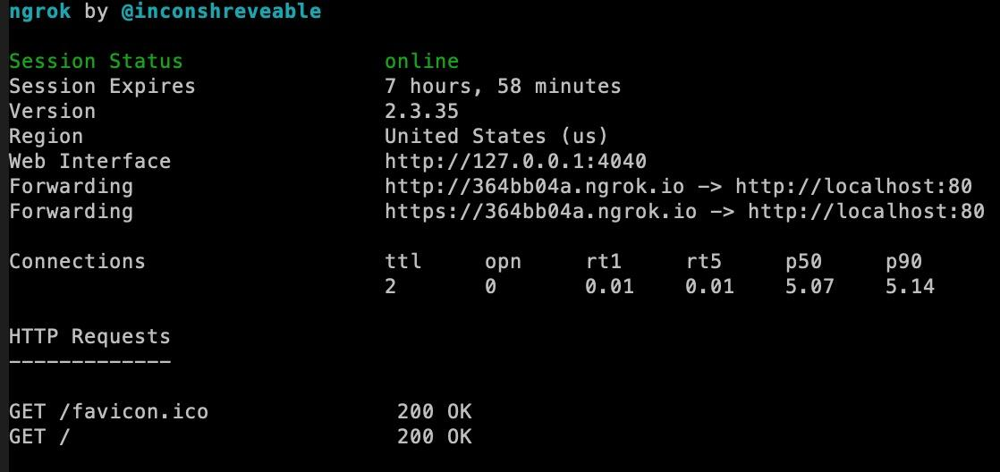 ngrok by @inconshreveable
Session Status online
Session Expires 7 hours, 58 minutes
Version 2.3.35
Region United States (us)
Web Interface http://127.0.0.1:4040
Forwarding http://364bb04a.ngrok.io -> http://localhost:80
Forwarding https://364bb04a.ngrok.io -> http://localhost:80
Connections ttl opn rt1 rt5 p50 p90
2 0 0.01 0.01 5.07 5.14
HTTP Requests
-------------
GET /favicon.ico 200 OK
GET / 200 OK